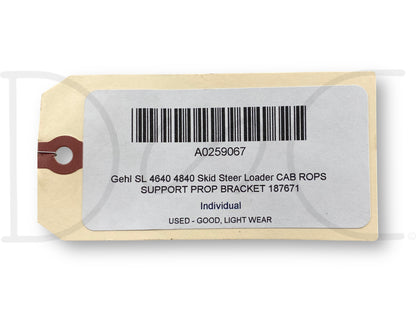 A0259067
Gehl SL 4640 4840 Skid Steer Loader CAB ROPS
SUPPORT PROP BRACKET 187671
Individual
USED - GOOD, LIGHT WEAR